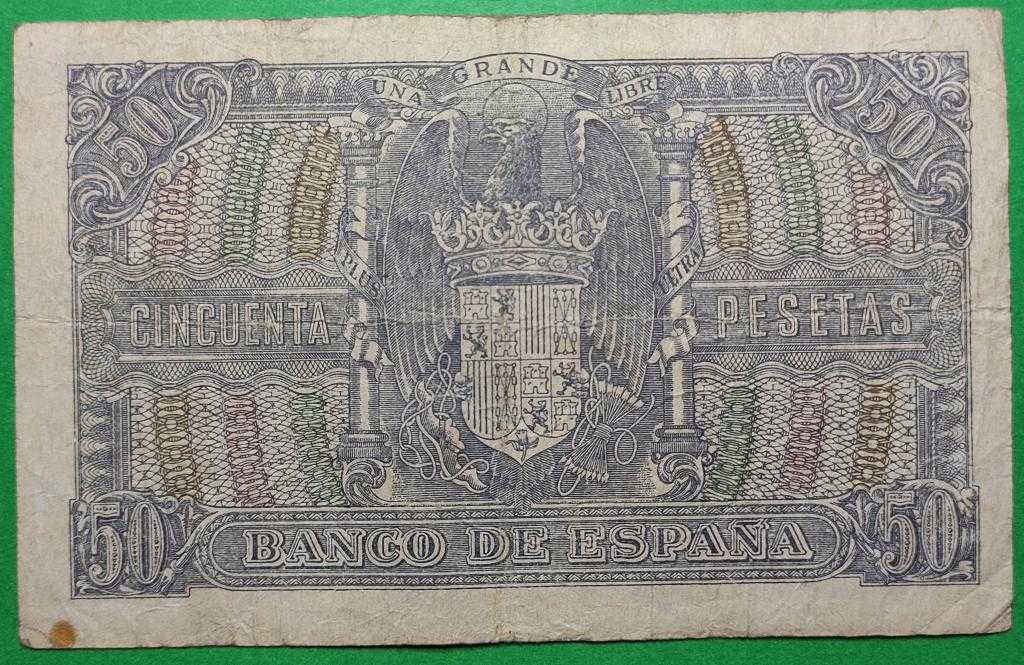 UNA GRANDE LIBRE
50 50
PLUS ULTRA
CINCUENTA PESETAS
50 BANCO DE ESPAÑA 50